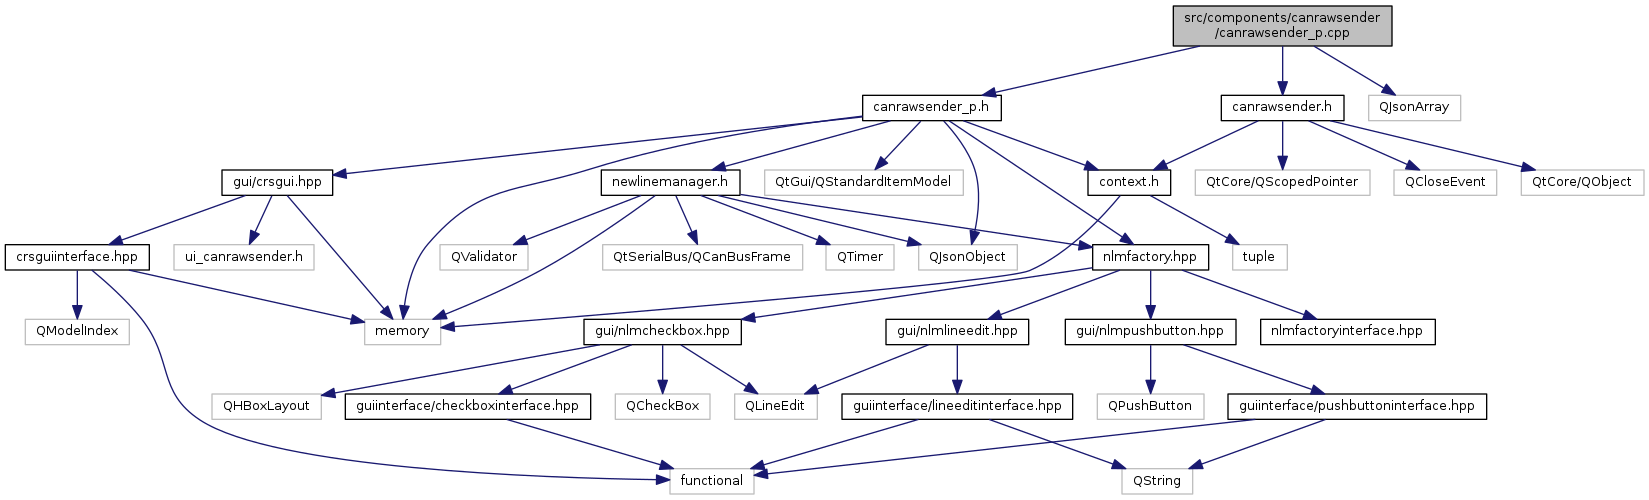 src/components/canrawsender
/canrawsender_p.cpp
canrawsender_p.h
canrawsender.h
QJsonArray
gui/crsgui.hpp
newlinemanager.h
QtGui/QStandardItemModel
context.h
QtCore/QScopedPointer
QCloseEvent
QtCore/QObject
crsguiinterface.hpp
ui_canrawsender.h
QValidator
QtSerialBus/QCanBusFrame
QTimer
QJsonObject
nlmfactory.hpp
tuple
QModelIndex
memory
gui/nlmcheckbox.hpp
gui/nlmlineedit.hpp
gui/nlmpushbutton.hpp
nlmfactoryinterface.hpp
QHBoxLayout
guiinterface/checkboxinterface.hpp
QCheckBox
QLineEdit
guiinterface/lineeditinterface.hpp
QPushButton
guiinterface/pushbuttoninterface.hpp
functional
QString